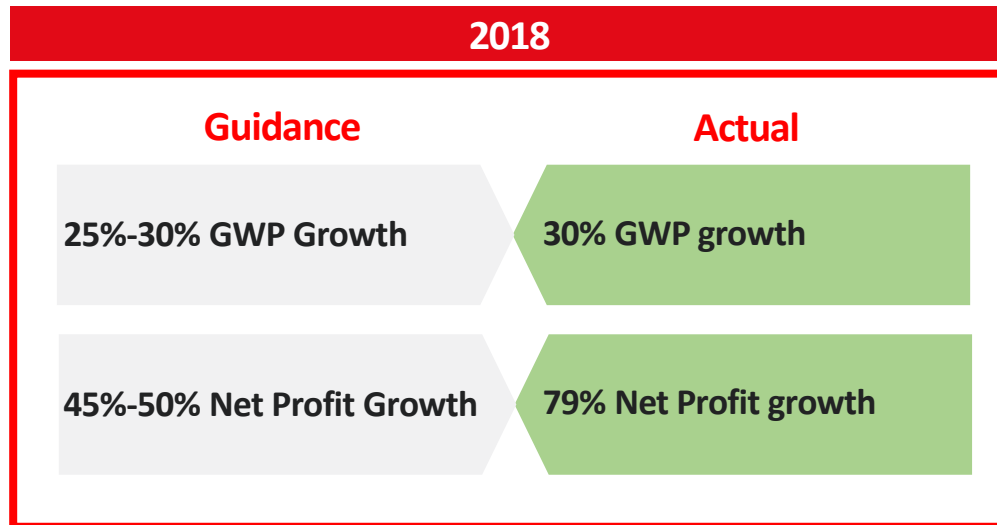 2018
Guidance
Actual
25%-30% GWP Growth
30% GWP growth
45%-50% Net Profit Growth
79% Net Profit growth